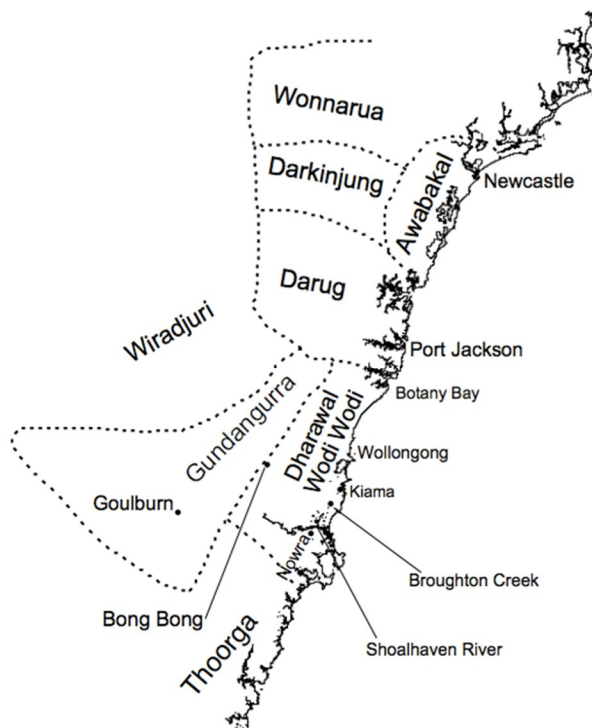 Wonnarua
Darkinjung
Awabakal
Newcastle
Darug
Wiradjuri
Port Jackson
Botany Bay
Gundangurra
Dharawal
Wodi Wodi
Wollongong
Kiama
Goulburn
Nowra
Broughton Creek
Bong Bong
Shoalhaven River
Thoorga